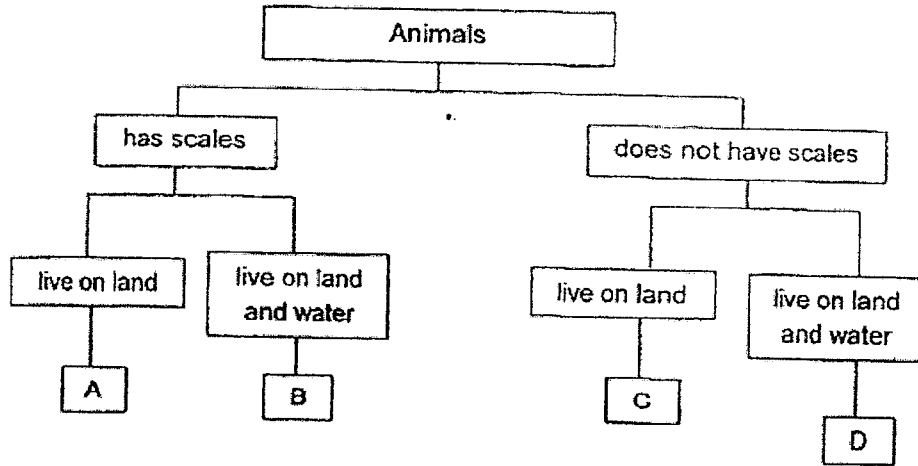 Animals
has scales
does not have scales
live on land
live on land
and water
live on land
live on land
and water
A
B
C
D